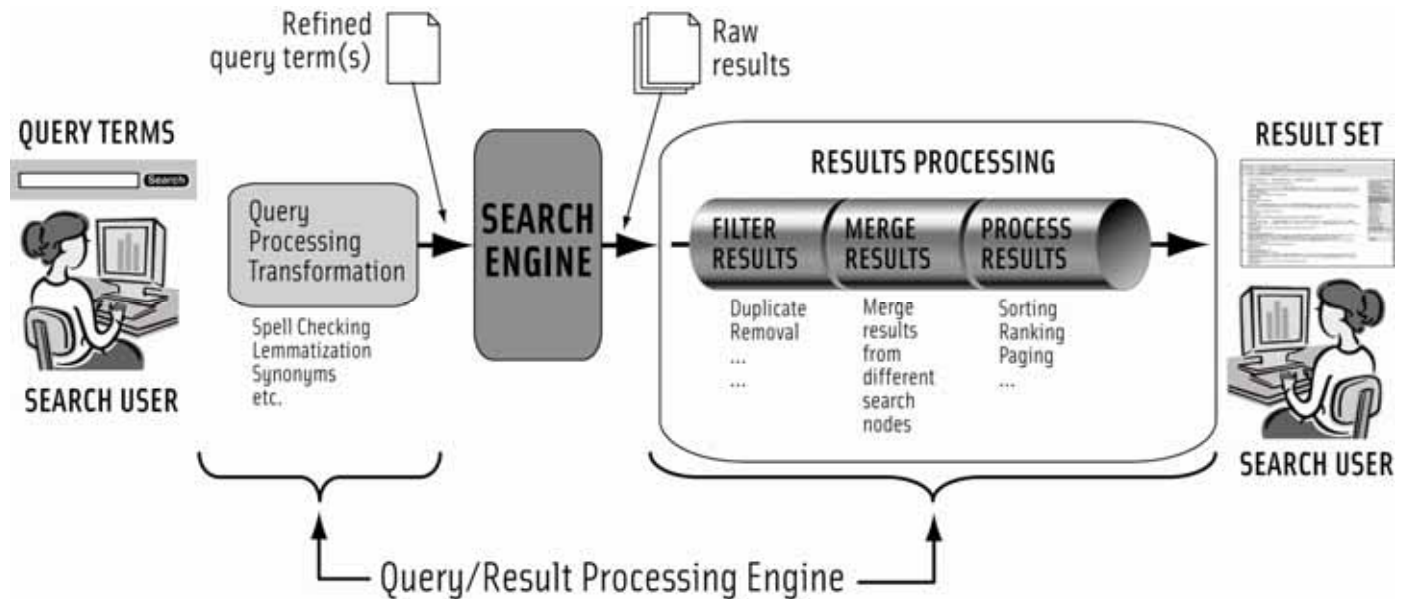 Refined
query term(s)
Raw
results
QUERY TERMS
Search
SEARCH USER
Query
Processing
Transformation
Spell Checking
Lemmatization
Synonyms
etc.
SEARCH
ENGINE
RESULTS PROCESSING
FILTER
RESULTS
MERGE
RESULTS
PROCESS
RESULTS
Duplicate
Removal
...
...
Merge
results
from
different
search
nodes
Sorting
Ranking
Paging
...
RESULT SET
SEARCH USER
Query/Result Processing Engine